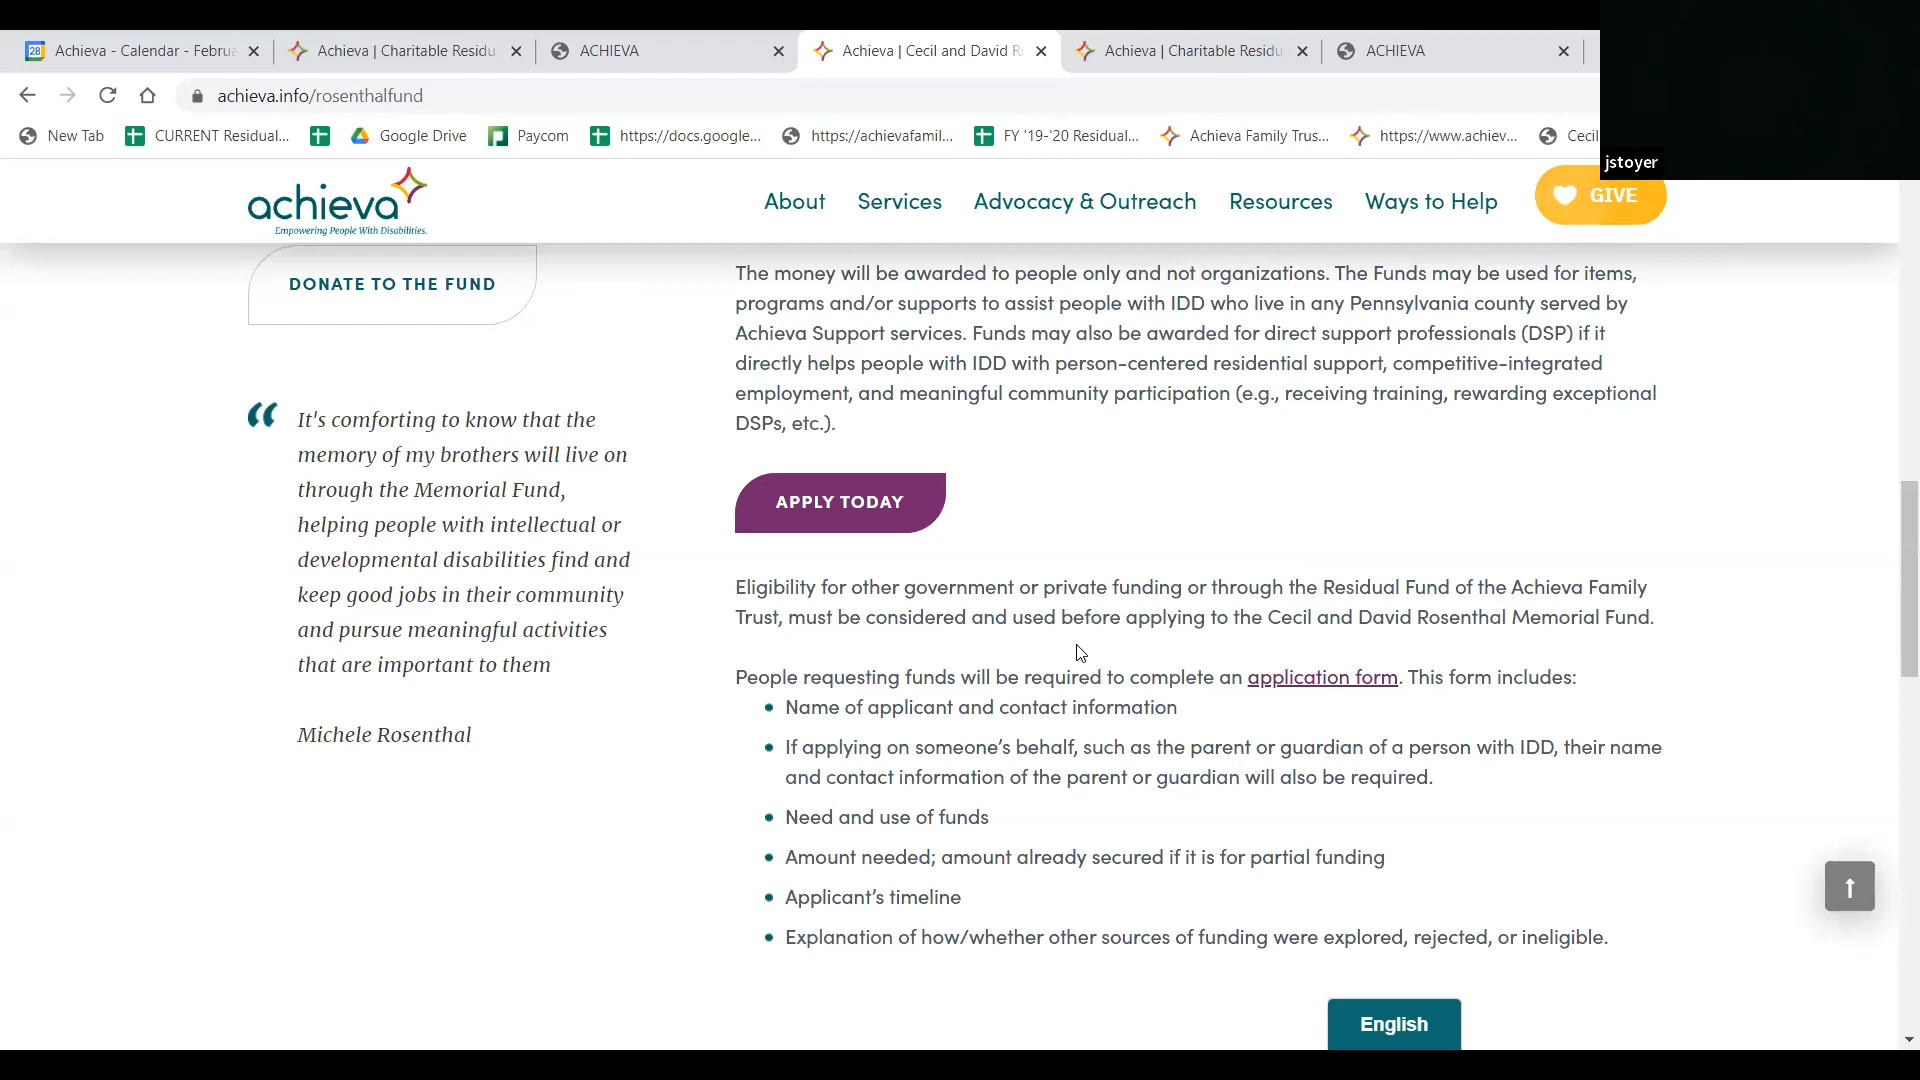 28 Achieva - Calendar - Februa
Achieva | Charitable Residu
ACHIEVA
Achieva | Cecil and David R
Achieva | Charitable Residu
ACHIEVA
achieva.info/rosenthalfund
New Tab
CURRENT Residual...
Google Drive
Paycom
https://docs.google...
https://achievafamil...
FY '19-'20 Residual...
Achieva Family Trus...
https://www.achiev...
Cecil
jstoyer
achieva
Empowering People With Disabilities.
About
Services
Advocacy & Outreach
Resources
Ways to Help
GIVE
DONATE TO THE FUND
“ It's comforting to know that the
memory of my brothers will live on
through the Memorial Fund,
helping people with intellectual or
developmental disabilities find and
keep good jobs in their community
and pursue meaningful activities
that are important to them
Michele Rosenthal
The money will be awarded to people only and not organizations. The Funds may be used for items,
programs and/or supports to assist people with IDD who live in any Pennsylvania county served by
Achieva Support services. Funds may also be awarded for direct support professionals (DSP) if it
directly helps people with IDD with person-centered residential support, competitive-integrated
employment, and meaningful community participation (e.g., receiving training, rewarding exceptional
DSPs, etc.).
APPLY TODAY
Eligibility for other government or private funding or through the Residual Fund of the Achieva Family
Trust, must be considered and used before applying to the Cecil and David Rosenthal Memorial Fund.
People requesting funds will be required to complete an application form. This form includes:
• Name of applicant and contact information
• If applying on someone’s behalf, such as the parent or guardian of a person with IDD, their name
and contact information of the parent or guardian will also be required.
• Need and use of funds
• Amount needed; amount already secured if it is for partial funding
• Applicant’s timeline
• Explanation of how/whether other sources of funding were explored, rejected, or ineligible.
English